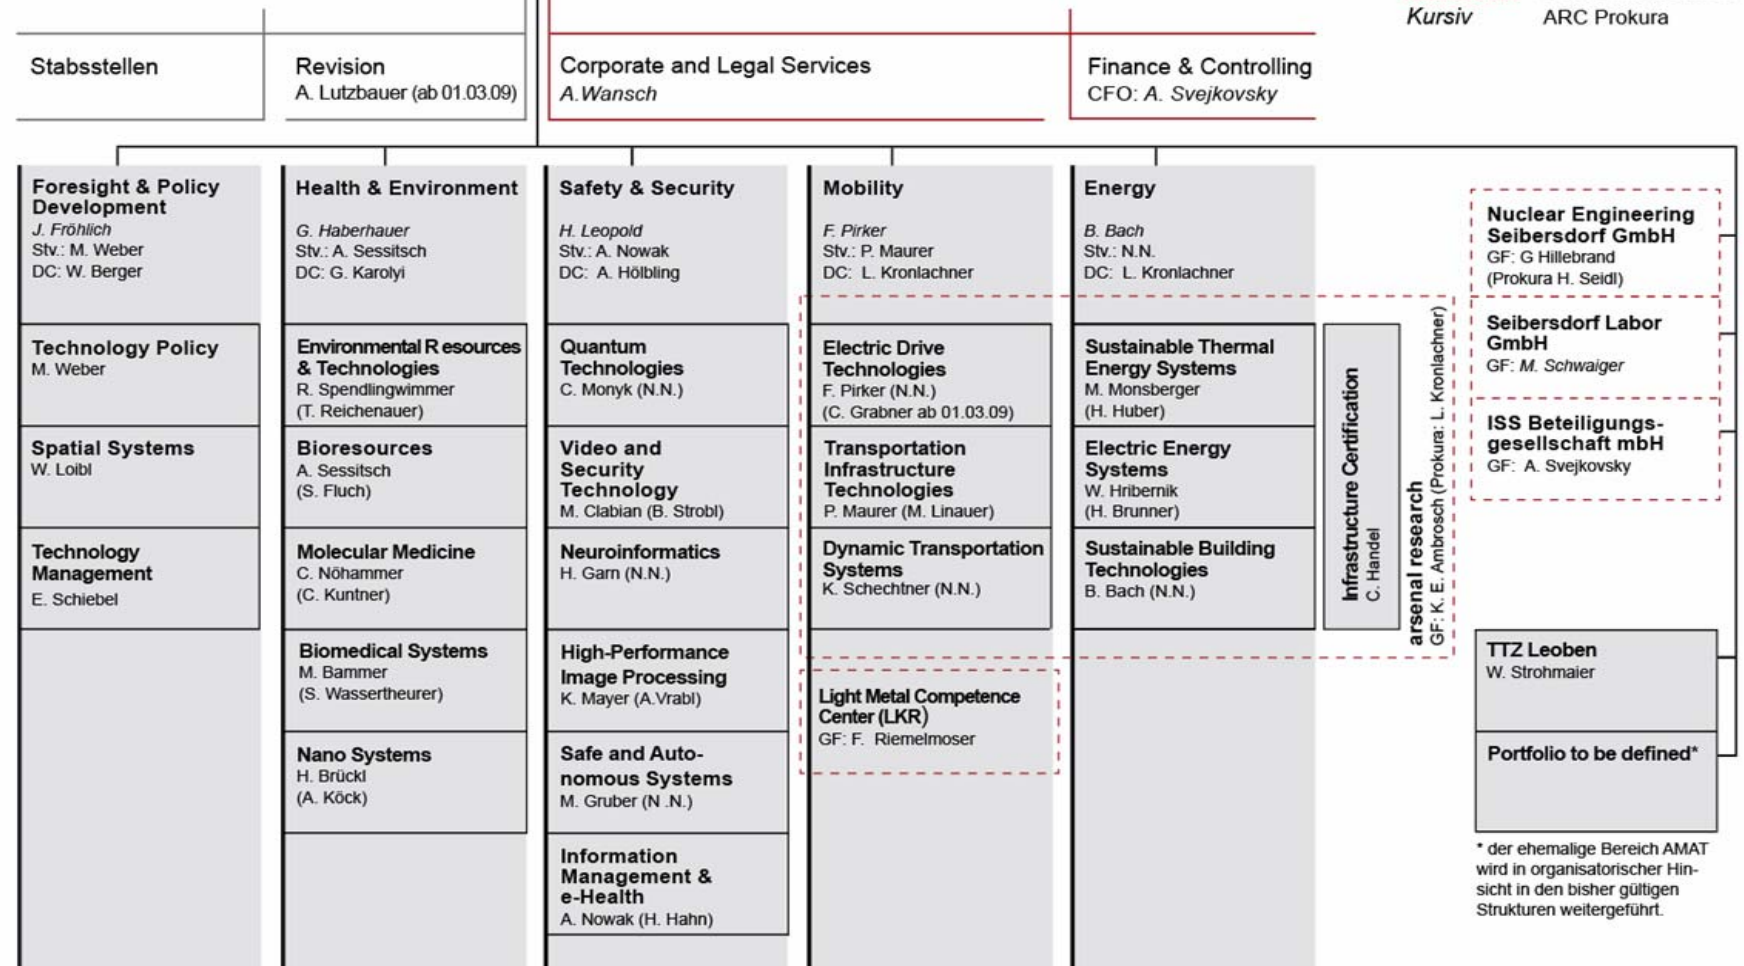 Kursiv ARC Prokura
Stabsstellen
Revision
A. Lutzbauer (ab 01.03.09)
Corporate and Legal Services
A.Wansch
Finance & Controlling
CFO: A. Svejkovsky
Foresight & Policy
Development
J. Fröhlich
Stv.: M. Weber
DC: W. Berger
Technology Policy
M. Weber
Spatial Systems
W. Loibl
Technology
Management
E. Schiebel
Health & Environment
G. Haberhauer
Stv.: A. Sessitsch
DC: G. Karolyi
Environmental R esources
& Technologies
R. Spendlingwimmer
(T. Reichenauer)
Bioresources
A. Sessitsch
(S. Fluch)
Molecular Medicine
C. Nöhammer
(C. Kuntner)
Biomedical Systems
M. Bammer
(S. Wassertheurer)
Nano Systems
H. Brückl
(A. Köck)
Safety & Security
H. Leopold
Stv.: A. Nowak
DC: A. Hölbling
Quantum
Technologies
C. Monyk (N.N.)
Video and
Security
Technology
M. Clabian (B. Strobl)
Neuroinformatics
H. Garn (N.N.)
High-Performance
Image Processing
K. Mayer (A.Vrabl)
Safe and Auto-
nomous Systems
M. Gruber (N .N.)
Information
Management &
e-Health
A. Nowak (H. Hahn)
Mobility
F. Pirker
Stv.: P. Maurer
DC: L. Kronlachner
Electric Drive
Technologies
F. Pirker (N.N.)
(C. Grabner ab 01.03.09)
Transportation
Infrastructure
Technologies
P. Maurer (M. Linauer)
Dynamic Transportation
Systems
K. Schechtner (N.N.)
Light Metal Competence
Center (LKR)
GF: F. Riemelmoser
Energy
B. Bach
Stv.: N.N.
DC: L. Kronlachner
Sustainable Thermal
Energy Systems
M. Monsberger
(H. Huber)
Electric Energy
Systems
W. Hribernik
(H. Brunner)
Sustainable Building
Technologies
B. Bach (N.N.)
Infrastructure Certification
C. Handel
arsenal research
GF: K. E. Ambrosch (Prokura: L. Kronlachner)
Nuclear Engineering
Seibersdorf GmbH
GF: G Hillebrand
(Prokura H. Seidl)
Seibersdorf Labor
GmbH
GF: M. Schwaiger
ISS Beteiligungs-
gesellschaft mbH
GF: A. Svejkovsky
TTZ Leoben
W. Strohmaier
Portfolio to be defined*
* der ehemalige Bereich AMAT
wird in organisatorischer Hin-
sicht in den bisher gültigen
Strukturen weitergeführt.